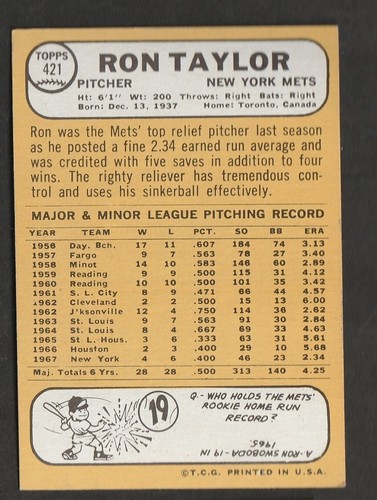 TOPPS
421
RON TAYLOR
PITCHER NEW YORK METS
Ht: 6'1" Wt: 200 Throws: Right Bats: Right
Born: Dec. 13, 1937 Home: Toronto, Canada
Ron was the Mets' top relief pitcher last season
as he posted a fine 2.34 earned run average and
was credited with five saves in addition to four
wins. The righty reliever has tremendous con-
trol and uses his sinkerball effectively.
MAJOR & MINOR LEAGUE PITCHING RECORD
YEAR TEAM W L PCT. SO BB ERA
1956 Day. Bch. 17 11 .607 184 74 3.13
1957 Fargo 9 7 .563 78 27 3.40
1958 Minot 14 10 .583 146 60 2.89
1959 Reading 9 9 .500 115 31 4.12
1960 Reading 10 10 .500 101 35 3.42
1961 S. L. City 8 9 .471 66 44 4.57
1962 Cleveland 2 2 .500 15 13 6.00
1962 J'ksonville 12 4 .750 114 36 2.62
1963 St. Louis 9 7 .563 91 30 2.84
1964 St. Louis 8 4 .667 69 33 4.63
1965 St L. Hous. 3 6 .333 63 31 5.61
1966 Houston 2 3 .400 29 10 5.68
1967 New York 4 6 .400 46 23 2.34
Maj. Totals 6 Yrs. 28 28 .500 313 140 4.25
19
Q.- WHO HOLDS THE METS'
ROOKIE HOME RUN
RECORD?
A-RON SWOBODA -19 IN
1965.
©T.C.G. PRINTED IN U.S.A.